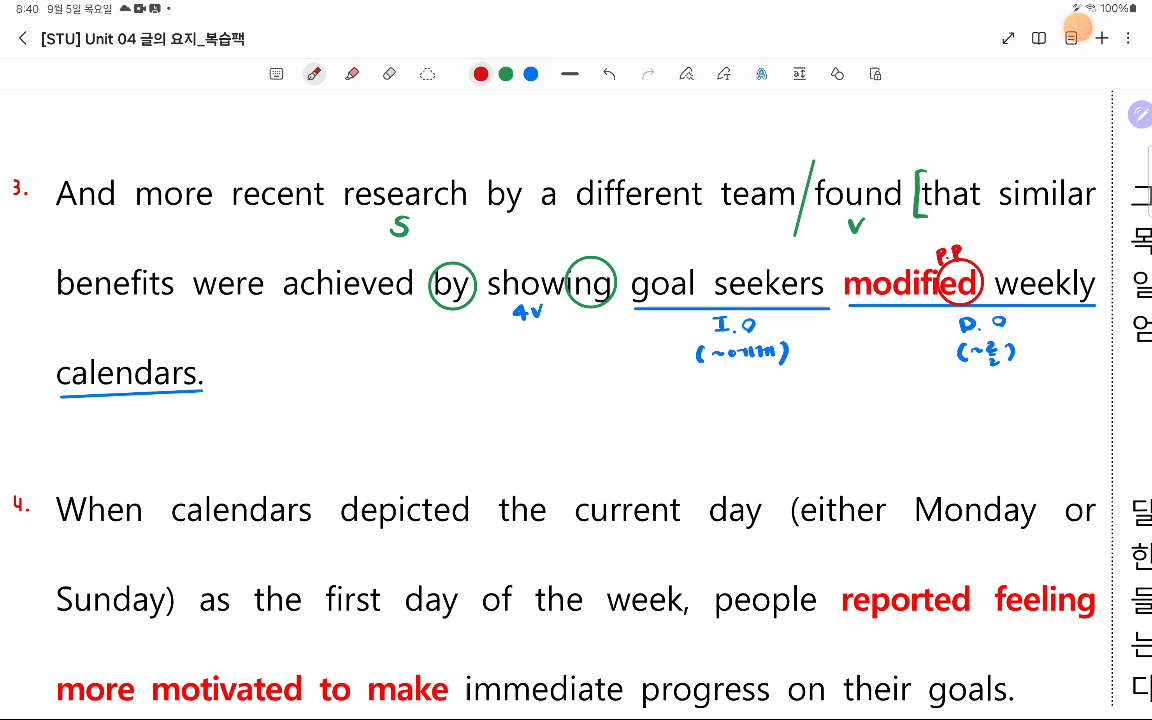 8:40 9월 5일 목요일
100%
[STU] Unit 04 글의 요지_복습팩
3. And more recent research by a different team / found [that similar
S V
P.P
benefits were achieved by showing goal seekers modified weekly
4V I.O D.O
(~에게) (~를)
calendars.
4. When calendars depicted the current day (either Monday or
Sunday) as the first day of the week, people reported feeling
more motivated to make immediate progress on their goals.
그
목
일
엄
달
한
들
는
다